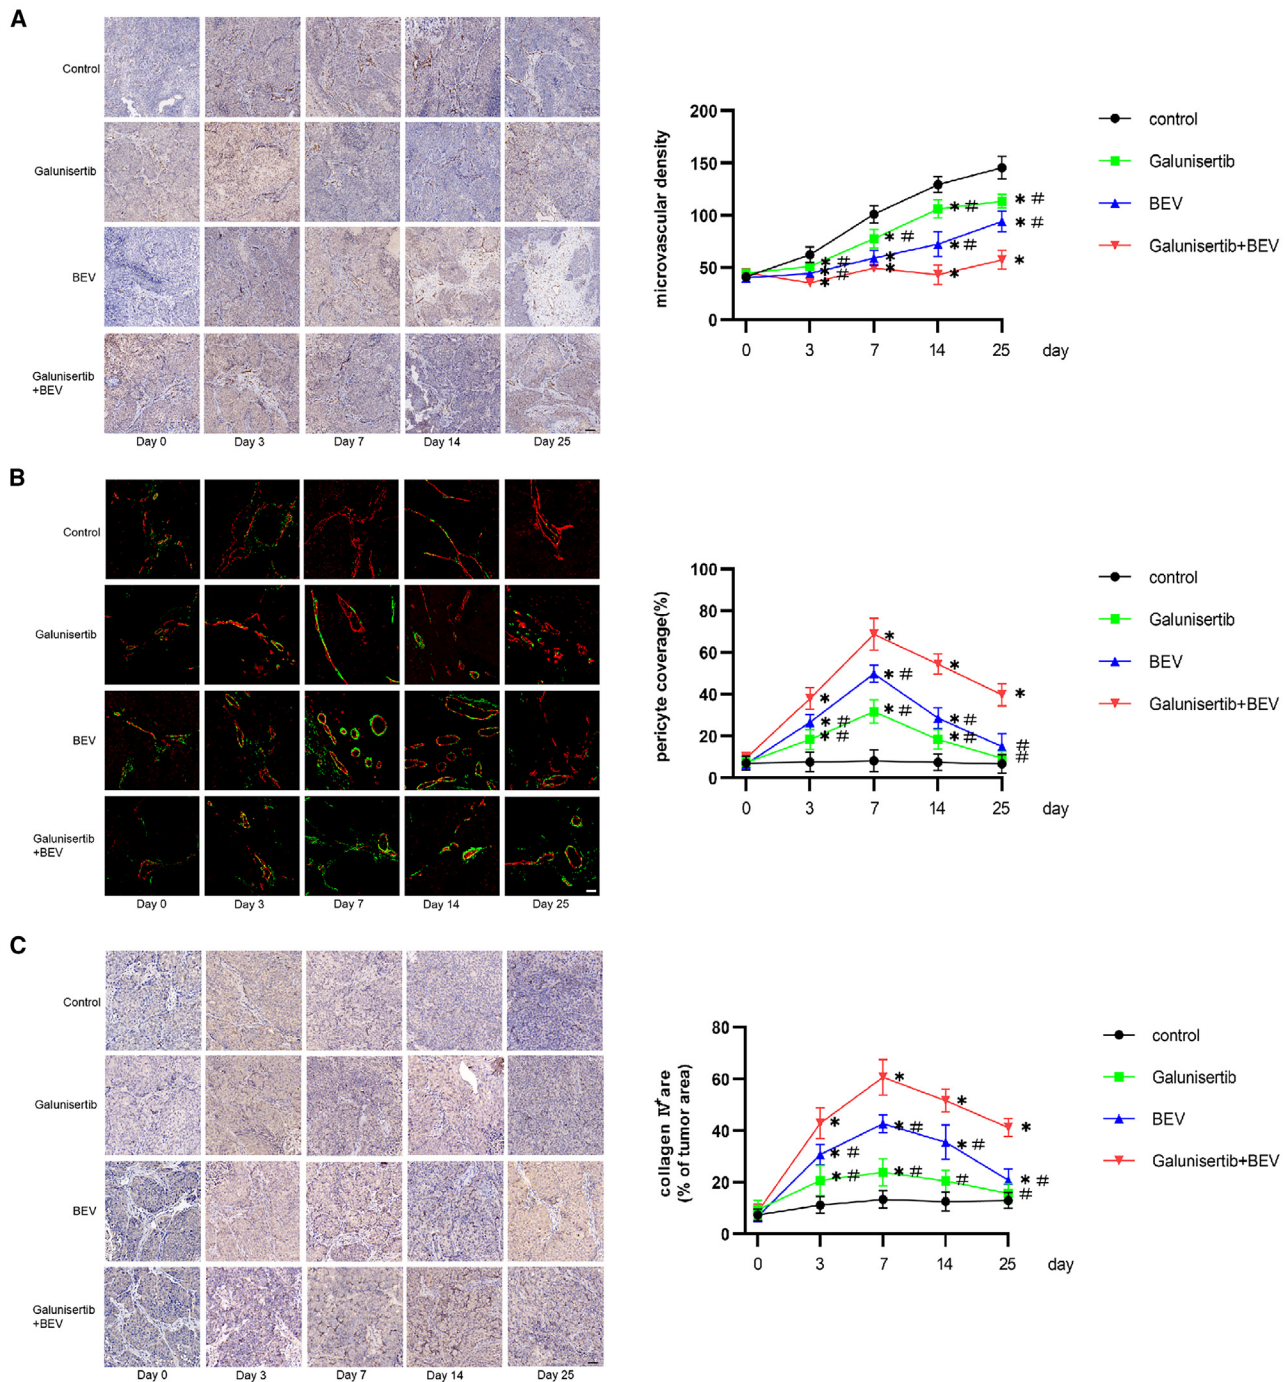 A
Control
Galunisertib
BEV
Galunisertib
+BEV
Day 0 Day 3 Day 7 Day 14 Day 25
microvascular density
200
150
100
50
0
0 3 7 14 25 day
* #
* #
* #
* #
* #
*
*
* #
*
* #
*
*
control
Galunisertib
BEV
Galunisertib+BEV
B
Control
Galunisertib
BEV
Galunisertib
+BEV
Day 0 Day 3 Day 7 Day 14 Day 25
pericyte coverage(%)
100
80
60
40
20
0
0 3 7 14 25 day
*
*
*
*
* #
* #
* #
* #
* #
* #
#
#
control
Galunisertib
BEV
Galunisertib+BEV
C
Control
Galunisertib
BEV
Galunisertib
+BEV
Day 0 Day 3 Day 7 Day 14 Day 25
collagen Ⅳ+ are
(% of tumor area)
80
60
40
20
0
0 3 7 14 25 day
*
*
*
*
* #
* #
* #
* #
* #
* #
#
#
control
Galunisertib
BEV
Galunisertib+BEV